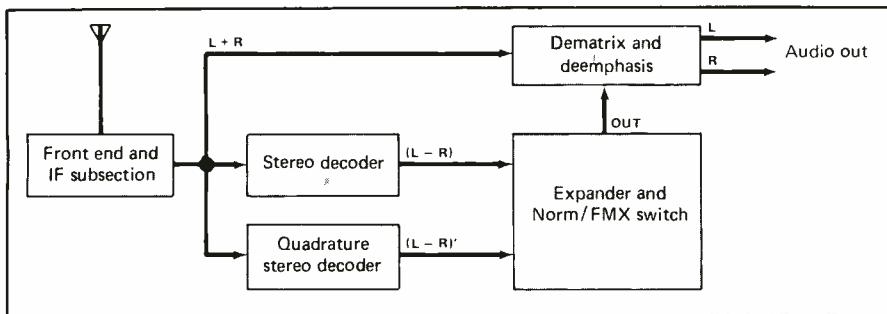 L + R
Dematrix and
deemphasis
L
R
Audio out
OUT
Front end and
IF subsection
Stereo decoder
(L – R)
Expander and
Norm/FMX switch
Quadrature
stereo decoder
(L – R)'